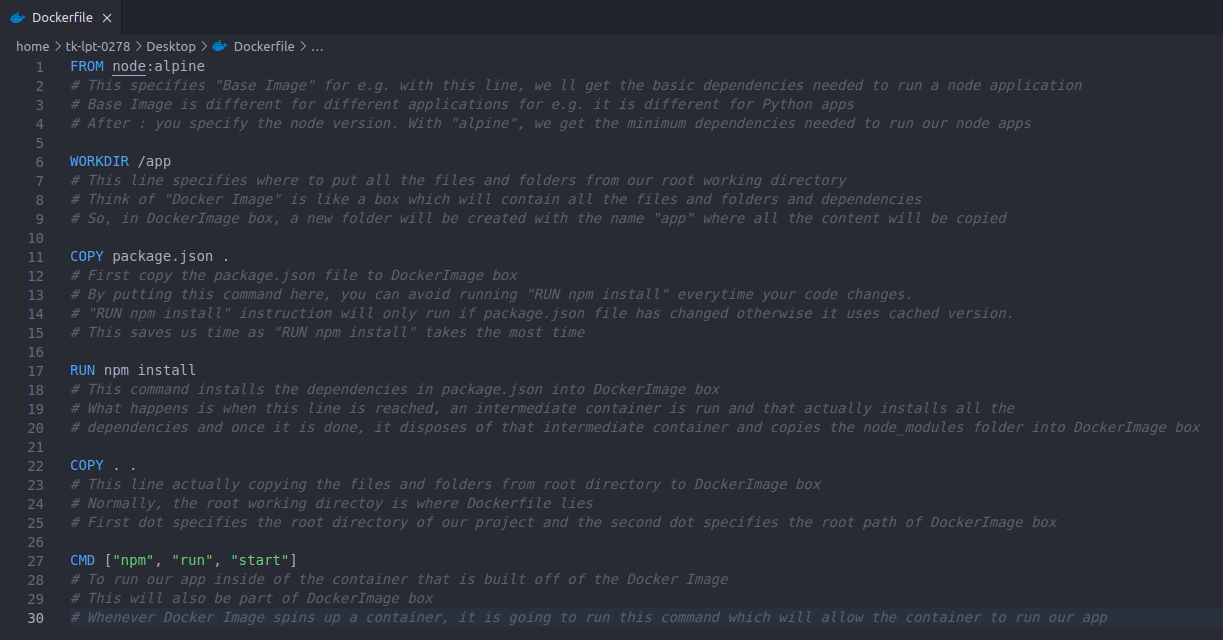 Dockerfile ×
home > tk-lpt-0278 > Desktop > Dockerfile > ...
1 FROM node:alpine
2 # This specifies "Base Image" for e.g. with this line, we ll get the basic dependencies needed to run a node application
3 # Base Image is different for different applications for e.g. it is different for Python apps
4 # After : you specify the node version. With "alpine", we get the minimum dependencies needed to run our node apps
5
6 WORKDIR /app
7 # This line specifies where to put all the files and folders from our root working directory
8 # Think of "Docker Image" is like a box which will contain all the files and folders and dependencies
9 # So, in DockerImage box, a new folder will be created with the name "app" where all the content will be copied
10
11 COPY package.json .
12 # First copy the package.json file to DockerImage box
13 # By putting this command here, you can avoid running "RUN npm install" everytime your code changes.
14 # "RUN npm install" instruction will only run if package.json file has changed otherwise it uses cached version.
15 # This saves us time as "RUN npm install" takes the most time
16
17 RUN npm install
18 # This command installs the dependencies in package.json into DockerImage box
19 # What happens is when this line is reached, an intermediate container is run and that actually installs all the
20 # dependencies and once it is done, it disposes of that intermediate container and copies the node_modules folder into DockerImage box
21
22 COPY . .
23 # This line actually copying the files and folders from root directory to DockerImage box
24 # Normally, the root working directoy is where Dockerfile lies
25 # First dot specifies the root directory of our project and the second dot specifies the root path of DockerImage box
26
27 CMD ["npm", "run", "start"]
28 # To run our app inside of the container that is built off of the Docker Image
29 # This will also be part of DockerImage box
30 # Whenever Docker Image spins up a container, it is going to run this command which will allow the container to run our app